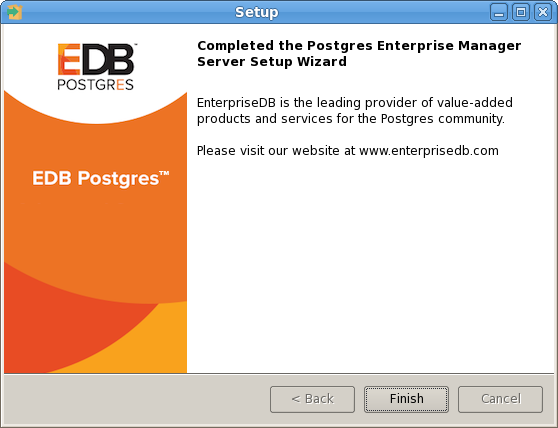 Setup
EDB™
POSTGRES
EDB Postgres™
Completed the Postgres Enterprise Manager
Server Setup Wizard
EnterpriseDB is the leading provider of value-added
products and services for the Postgres community.
Please visit our website at www.enterprisedb.com
< Back
Finish
Cancel